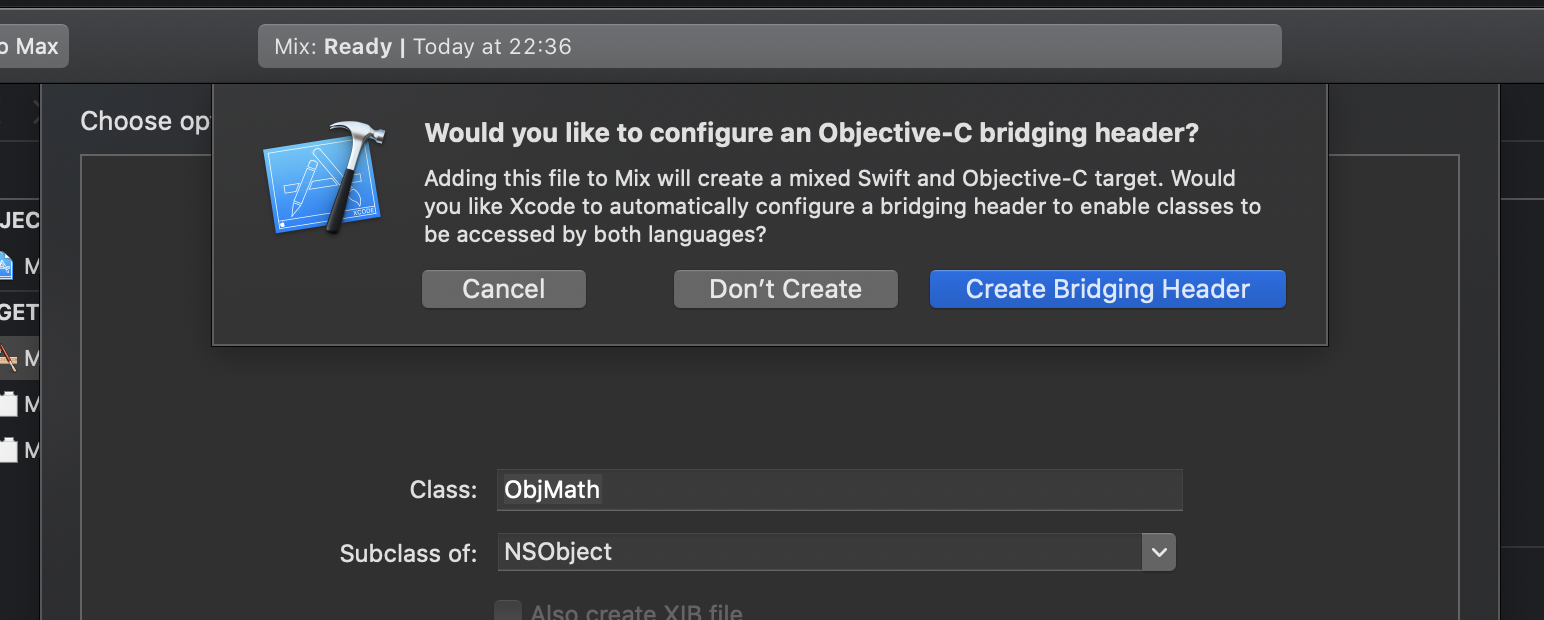 o Max
Mix: Ready | Today at 22:36
Choose op
Would you like to configure an Objective-C bridging header?
Adding this file to Mix will create a mixed Swift and Objective-C target. Would
you like Xcode to automatically configure a bridging header to enable classes to
be accessed by both languages?
XCODE
Cancel
Don’t Create
Create Bridging Header
JEC
M
GET
M
M
M
Class:
ObjMath
Subclass of:
NSObject
Also create XIB file